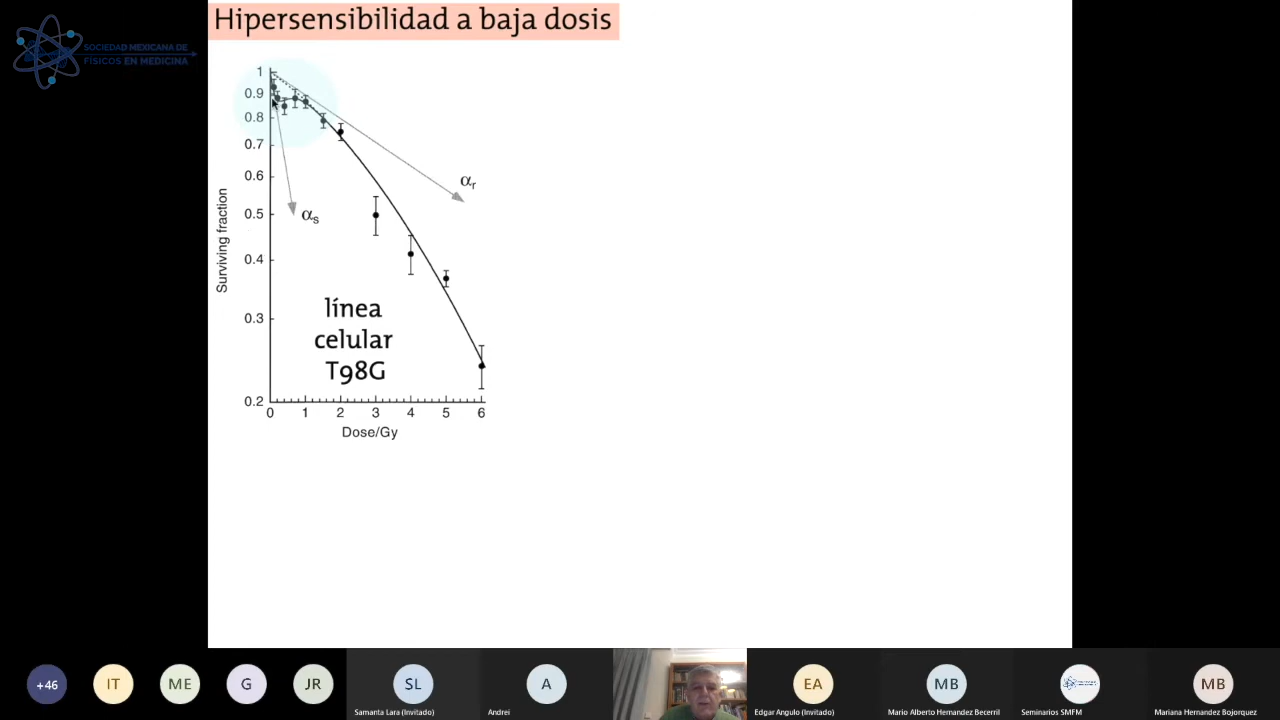 Hipersensibilidad a baja dosis
SOCIEDAD MEXICANA DE
FÍSICOS EN MEDICINA
1
0.9
0.8
0.7
0.6
0.5
0.4
0.3
0.2
Surviving fraction
αr
αs
línea
celular
T98G
0 1 2 3 4 5 6
Dose/Gy
+46 IT ME G JR SL A EA MB MB
Samanta Lara (Invitado) Andrei Edgar Angulo (Invitado) Mario Alberto Hernandez Becerril Seminarios SMFM Mariana Hernandez Bojorquez